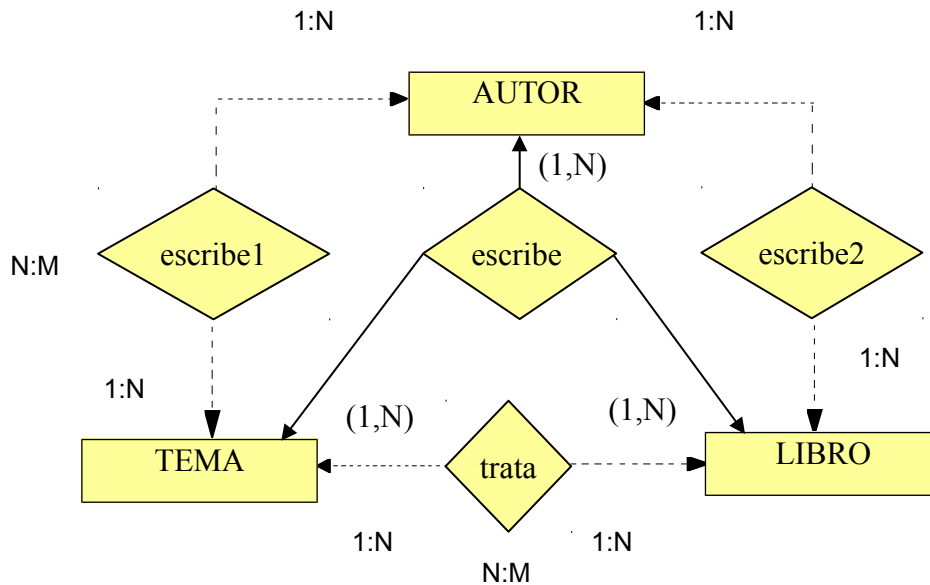 1:N
1:N
AUTOR
(1,N)
escribe1
escribe
escribe2
N:M
1:N
1:N
(1,N)
(1,N)
TEMA
trata
LIBRO
1:N
1:N
N:M